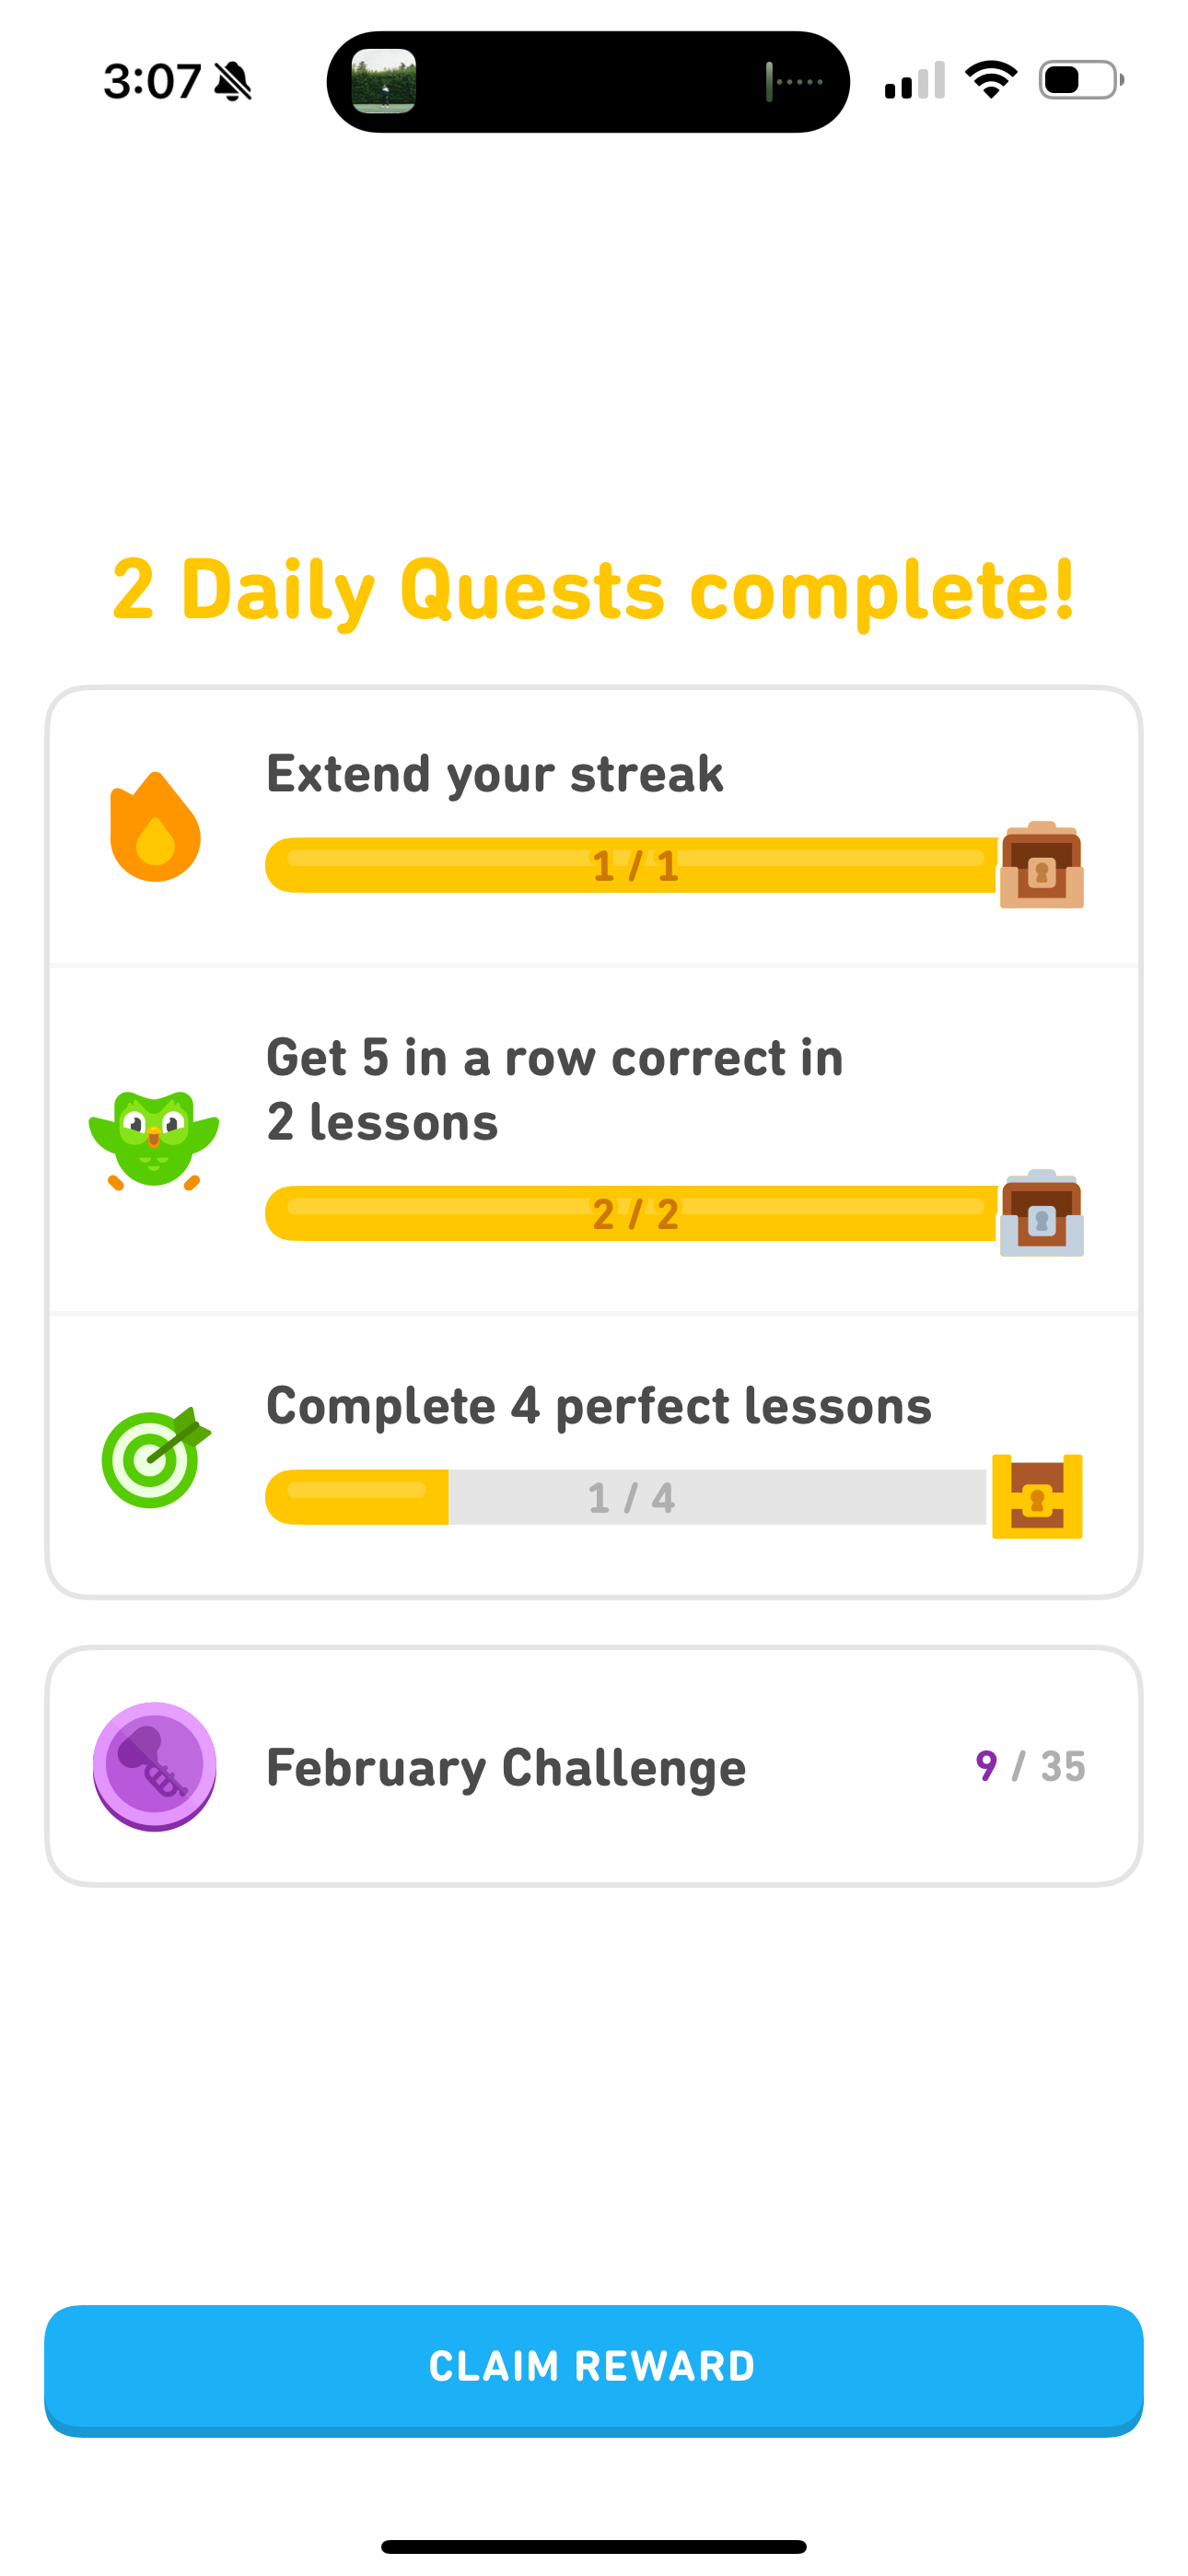 3:07
2 Daily Quests complete!
Extend your streak
1 / 1
Get 5 in a row correct in
2 lessons
2 / 2
Complete 4 perfect lessons
1 / 4
February Challenge
9 / 35
CLAIM REWARD